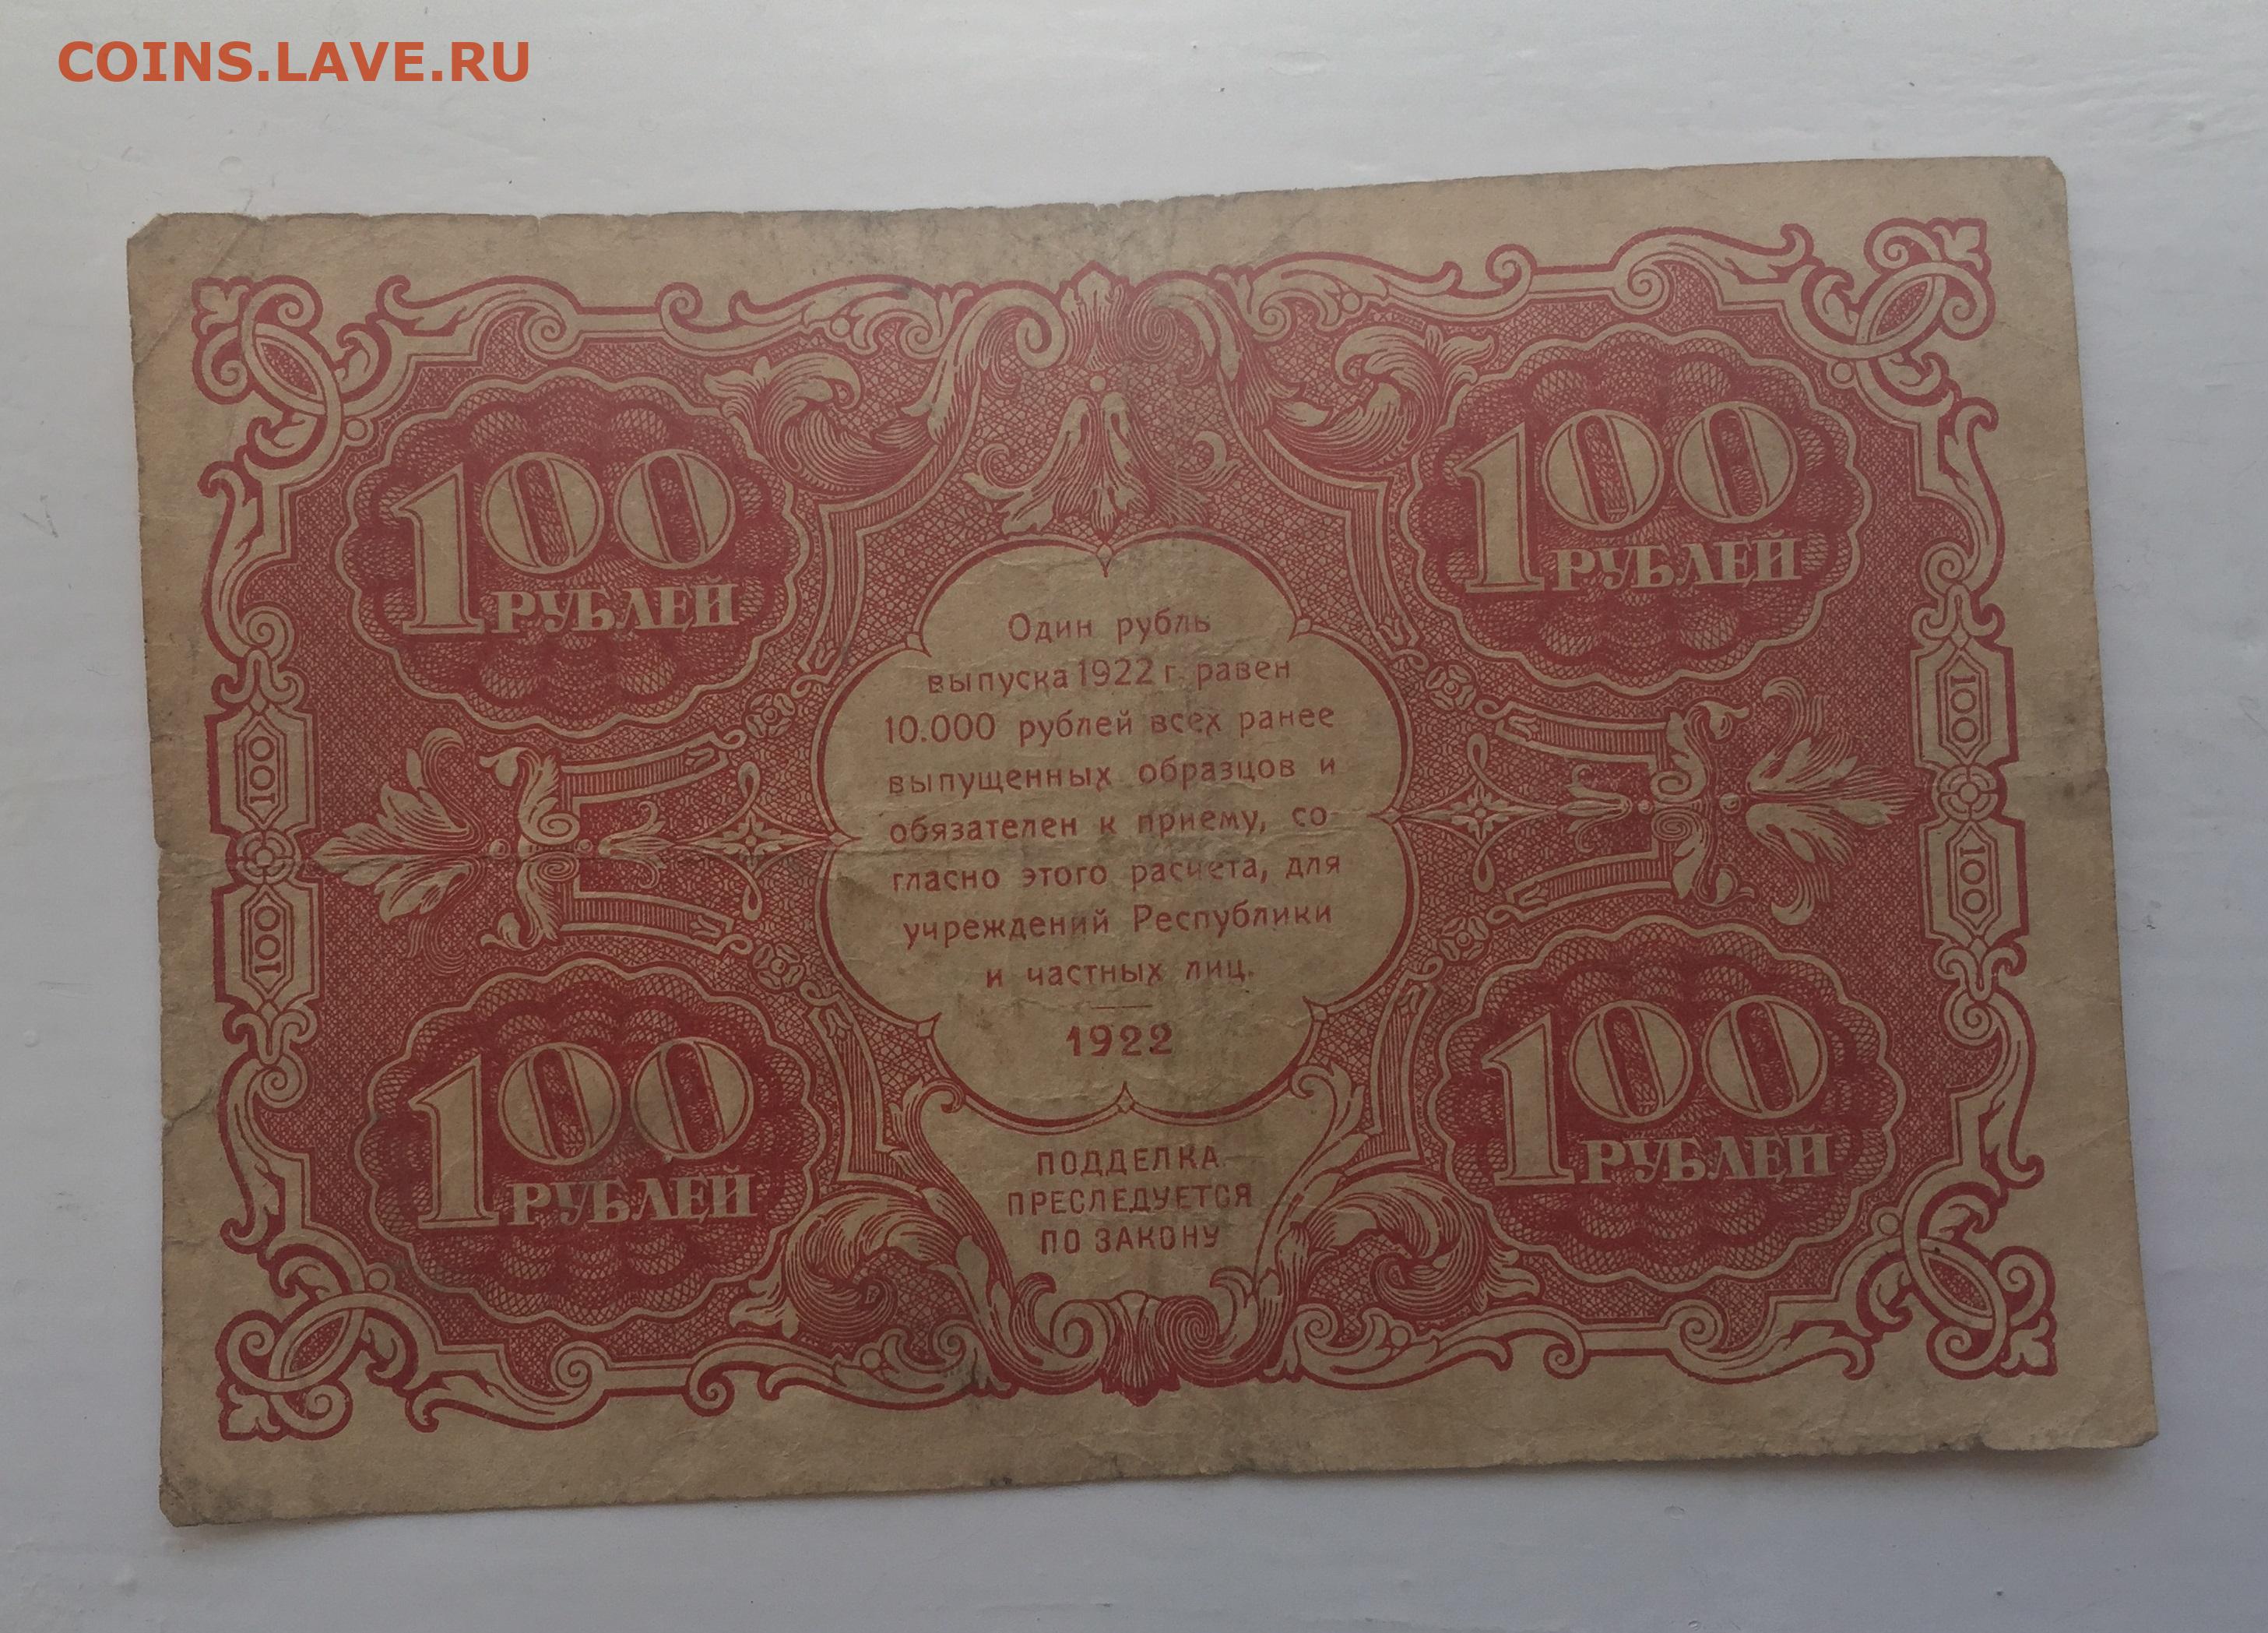 COINS.LAVE.RU
100
РУБЛЕЙ
100
РУБЛЕЙ
Один рубль
выпуска 1922 г. равен
10.000 рублей всех ранее
выпущенных образцов и
обязателен к приему, со-
гласно этого расчета, для
учреждений Республики
и частных лиц.
1922
100
100
100
100
100
РУБЛЕЙ
100
РУБЛЕЙ
ПОДДЕЛКА
ПРЕСЛЕДУЕТСЯ
ПО ЗАКОНУ